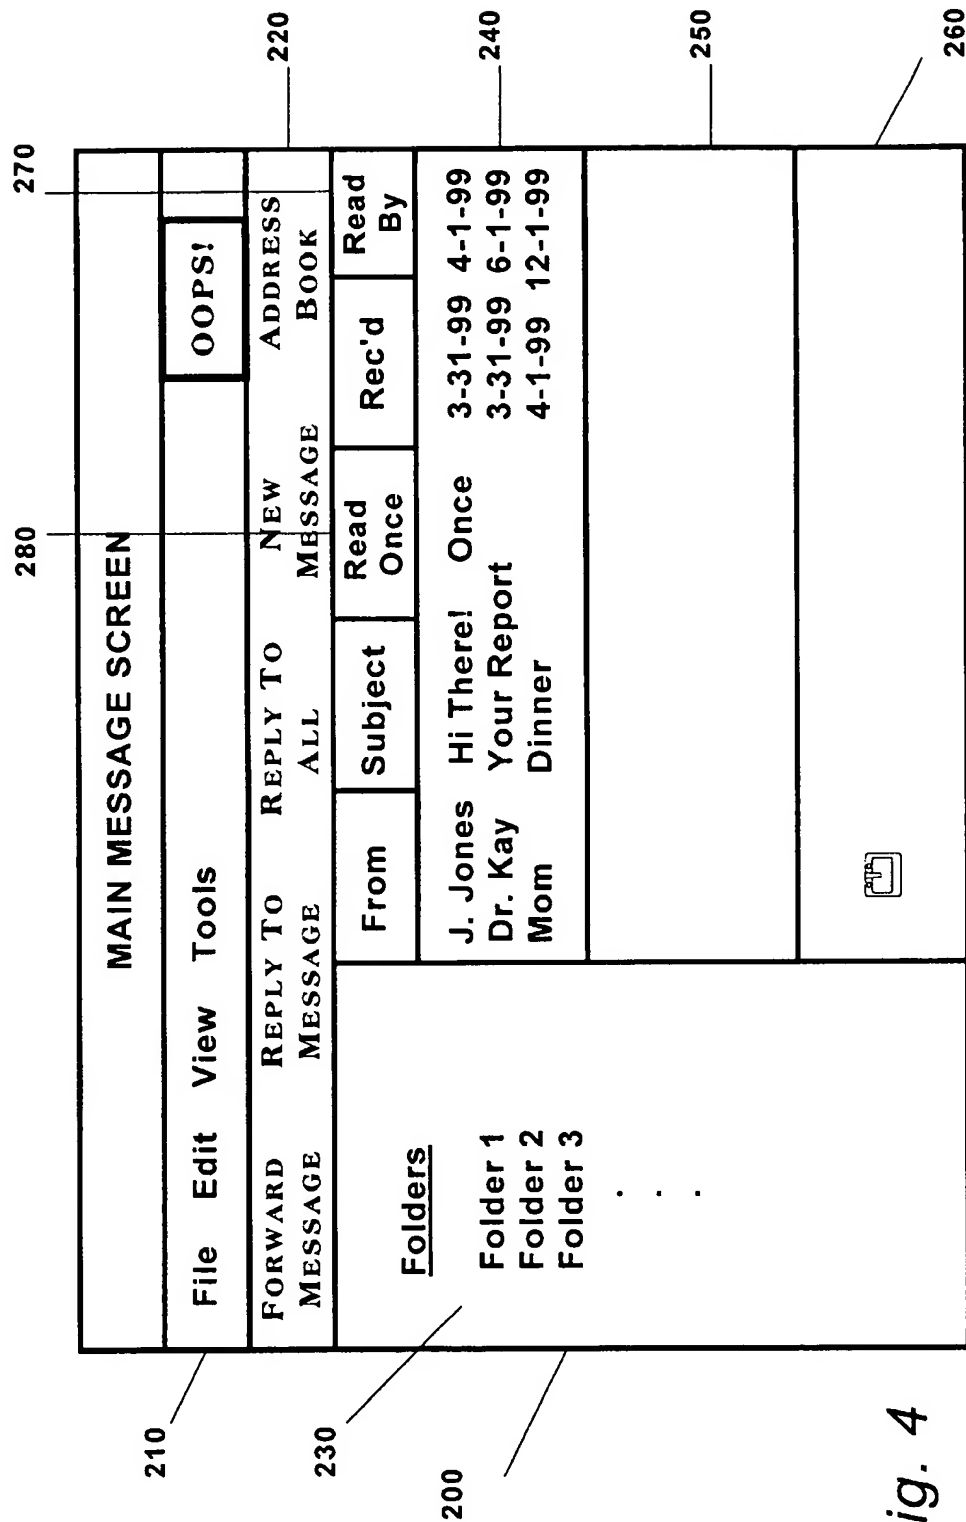 MAIN MESSAGE SCREEN
File Edit View Tools
OOPS!
FORWARD MESSAGE
REPLY TO MESSAGE
REPLY TO ALL
NEW MESSAGE
ADDRESS BOOK
Folders
Folder 1
Folder 2
Folder 3
. . .
From Subject Read Once Rec'd Read By
J. Jones Hi There! Once 3-31-99 4-1-99
Dr. Kay Your Report 3-31-99 6-1-99
Mom Dinner 4-1-99 12-1-99
210
230
200
280
270
220
240
250
260
ig. 4